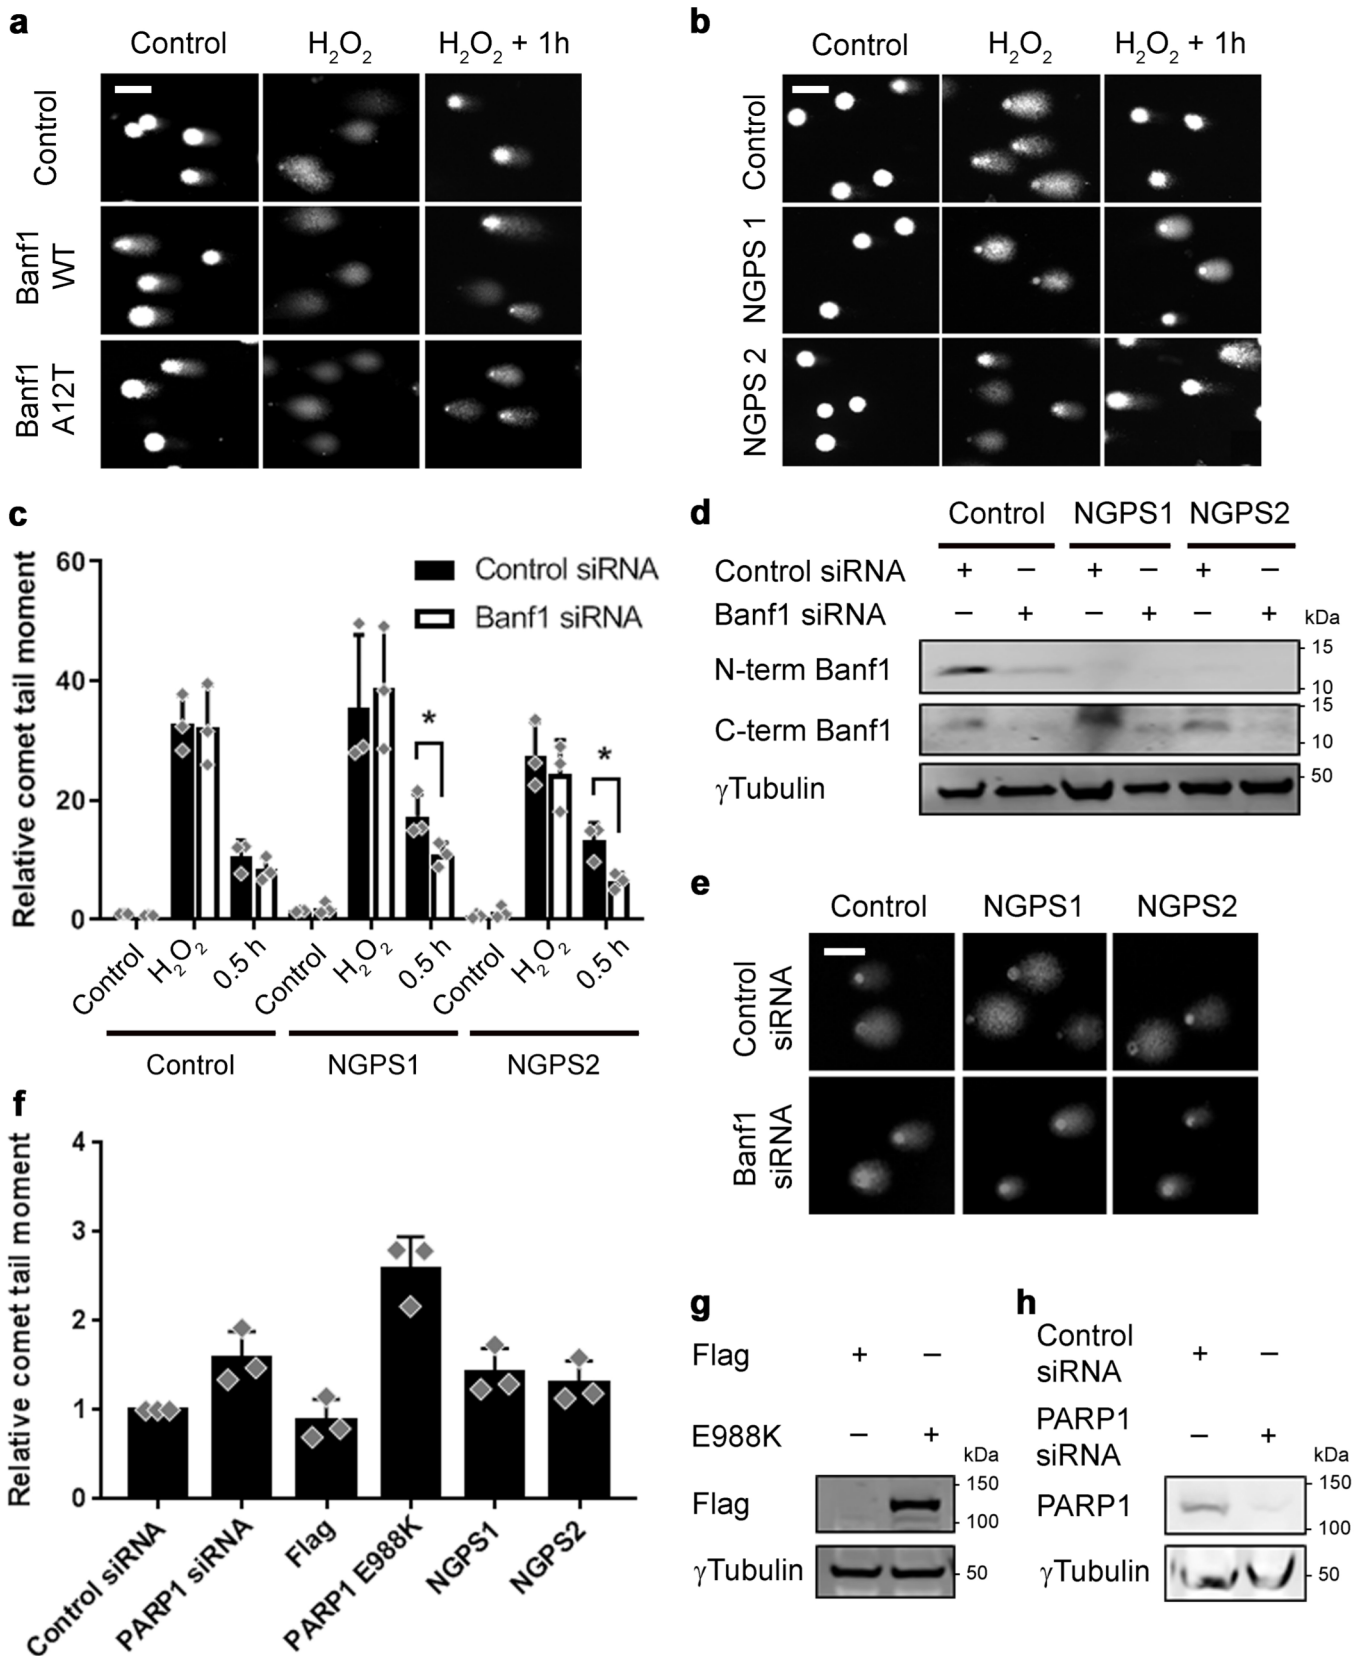 a
Control H2O2 H2O2 + 1h
Control
Banf1 WT
Banf1 A12T
b
Control H2O2 H2O2 + 1h
Control
NGPS 1
NGPS 2
c
Relative comet tail moment
60
40
20
0
Control siRNA
Banf1 siRNA
*
*
Control H2O2 0.5 h Control H2O2 0.5 h Control H2O2 0.5 h
Control NGPS1 NGPS2
d
Control NGPS1 NGPS2
Control siRNA + − + − + −
Banf1 siRNA − + − + − + kDa
N-term Banf1 15
10
C-term Banf1 15
10
γTubulin 50
e
Control NGPS1 NGPS2
Control siRNA
Banf1 siRNA
f
Relative comet tail moment
4
3
2
1
0
Control siRNA PARP1 siRNA Flag PARP1 E988K NGPS1 NGPS2
g
Flag + −
E988K − +
kDa
Flag 150
100
γTubulin 50
h
Control
siRNA + −
PARP1
siRNA − + kDa
PARP1 150
100
γTubulin 50